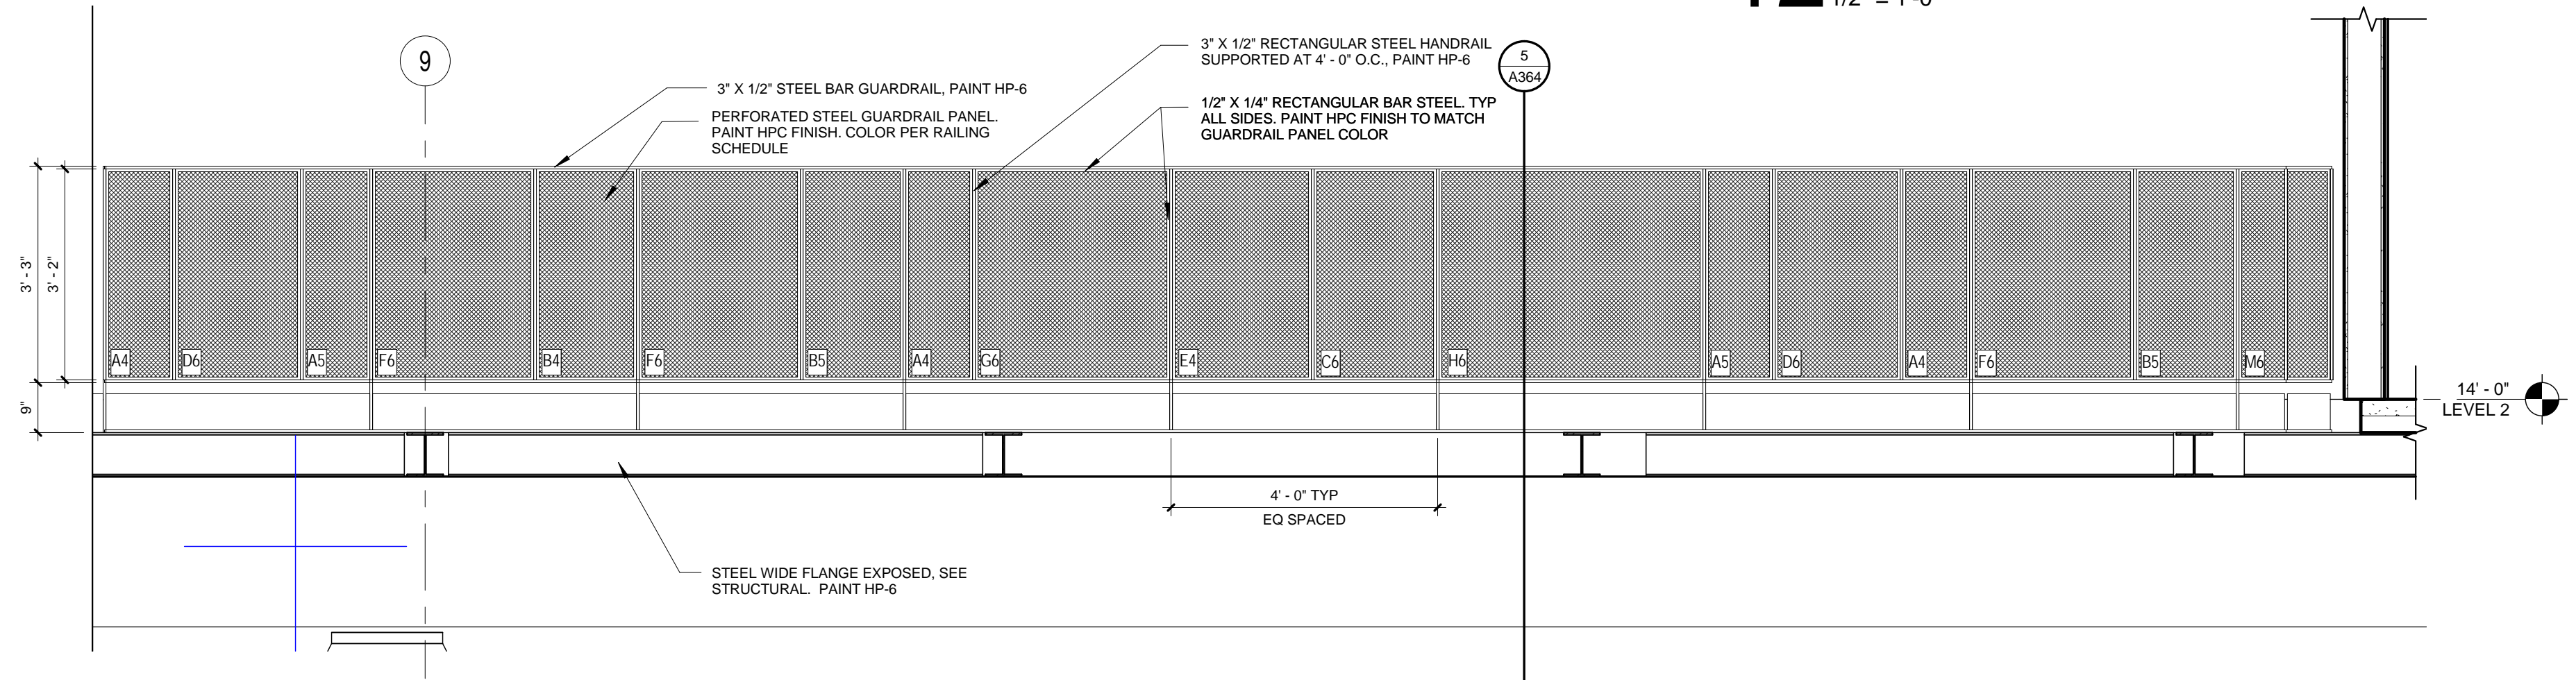 1/2" = 1'-0"
9
3" X 1/2" STEEL BAR GUARDRAIL, PAINT HP-6
PERFORATED STEEL GUARDRAIL PANEL.
PAINT HPC FINISH. COLOR PER RAILING
SCHEDULE
3" X 1/2" RECTANGULAR STEEL HANDRAIL
SUPPORTED AT 4' - 0" O.C., PAINT HP-6
1/2" X 1/4" RECTANGULAR BAR STEEL. TYP
ALL SIDES. PAINT HPC FINISH TO MATCH
GUARDRAIL PANEL COLOR
5
A364
3' - 3"
3' - 2"
9"
A4 D6 A5 F6 B4 F6 B5 A4 G6 E4 C6 H6 A5 D6 A4 F6 B5 M6
14' - 0"
LEVEL 2
4' - 0" TYP
EQ SPACED
STEEL WIDE FLANGE EXPOSED, SEE
STRUCTURAL. PAINT HP-6